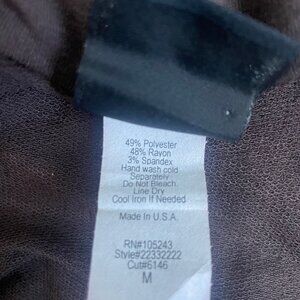 49% Polyester
48% Rayon
3% Spandex
Hand wash cold
Separately
Do Not Bleach.
Line Dry
Cool Iron If Needed
Made In U.S.A.
RN#105243
Style#22332222
Cut#6146
M